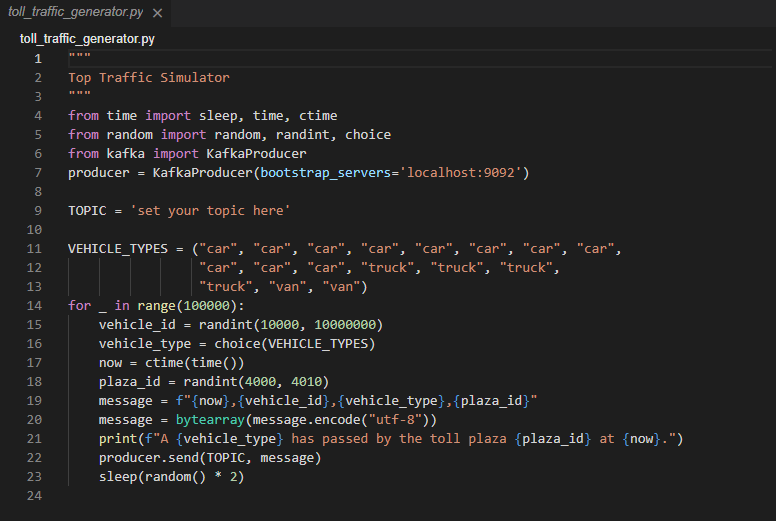 toll_traffic_generator.py ×
toll_traffic_generator.py
1 """
2 Top Traffic Simulator
3 """
4 from time import sleep, time, ctime
5 from random import random, randint, choice
6 from kafka import KafkaProducer
7 producer = KafkaProducer(bootstrap_servers='localhost:9092')
8
9 TOPIC = 'set your topic here'
10
11 VEHICLE_TYPES = ("car", "car", "car", "car", "car", "car", "car", "car",
12                 "car", "car", "car", "truck", "truck", "truck",
13                 "truck", "van", "van")
14 for _ in range(100000):
15     vehicle_id = randint(10000, 10000000)
16     vehicle_type = choice(VEHICLE_TYPES)
17     now = ctime(time())
18     plaza_id = randint(4000, 4010)
19     message = f"{now},{vehicle_id},{vehicle_type},{plaza_id}"
20     message = bytearray(message.encode("utf-8"))
21     print(f"A {vehicle_type} has passed by the toll plaza {plaza_id} at {now}.")
22     producer.send(TOPIC, message)
23     sleep(random() * 2)
24